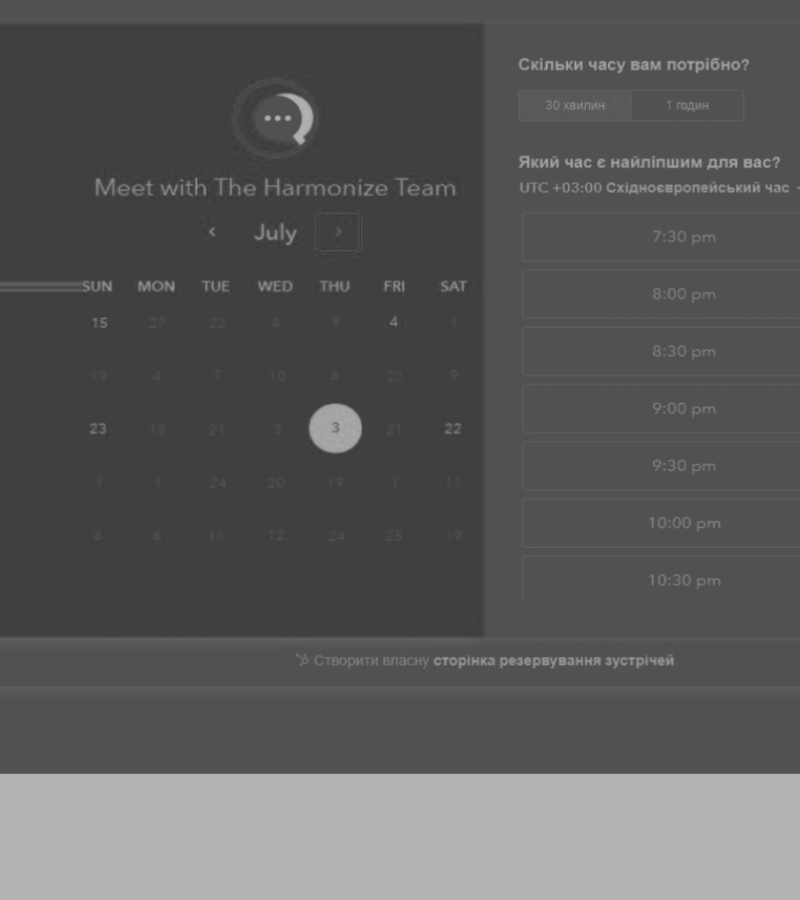 Meet with The Harmonize Team
July
SUN MON TUE WED THU FRI SAT
15 27 22 4 9 4 1
19 4 7 10 6 22 9
23 18 21 3 3 21 22
1 1 24 20 19 1 11
6 6 11 12 24 25 19
Скільки часу вам потрібно?
30 хвилин 1 годин
Який час є найліпшим для вас?
UTC +03:00 Східноєвропейський час
7:30 pm
8:00 pm
8:30 pm
9:00 pm
9:30 pm
10:00 pm
10:30 pm
Створити власну сторінка резервування зустрічей